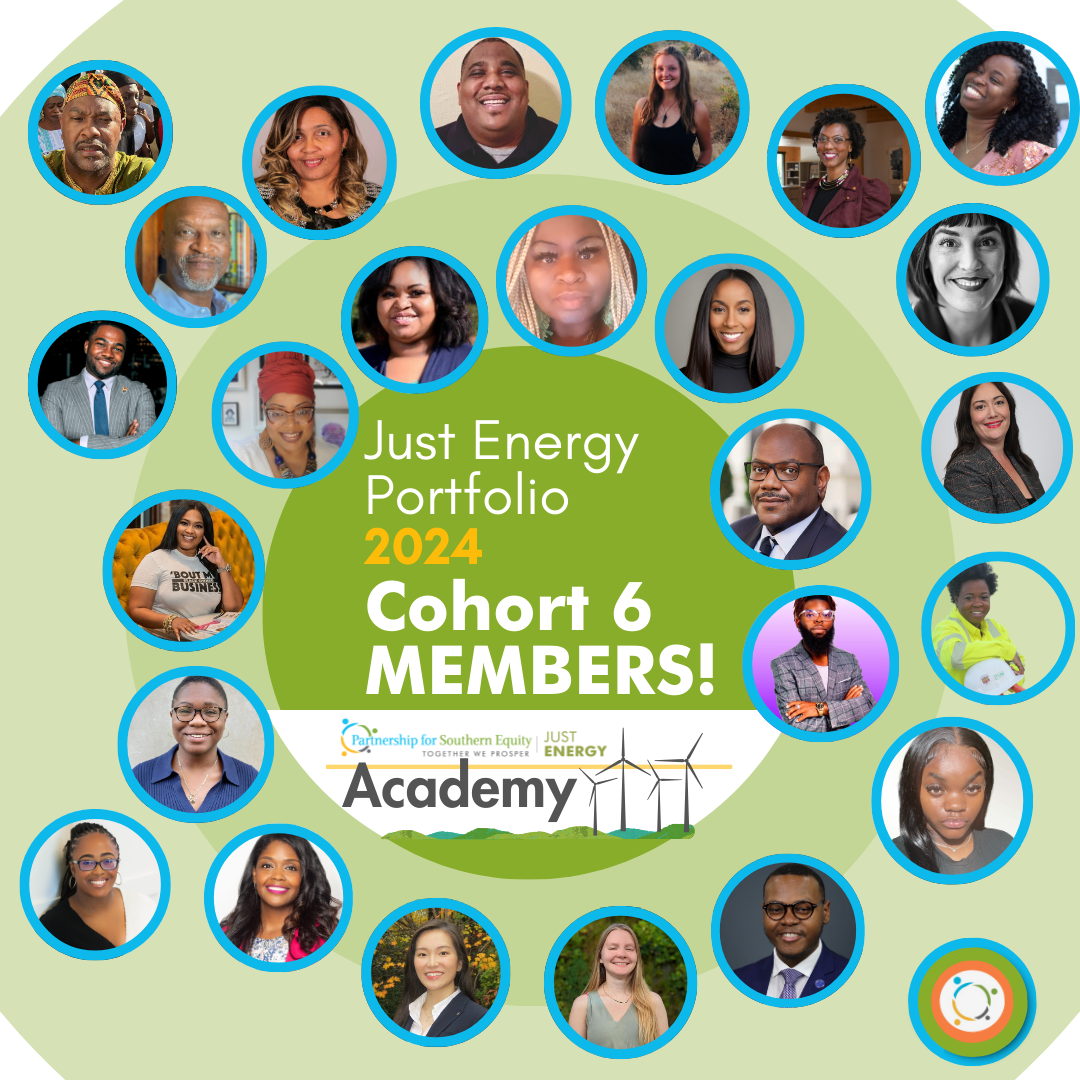 Just Energy
Portfolio
2024
Cohort 6
MEMBERS!
Partnership for Southern Equity | JUST
ENERGY
TOGETHER WE PROSPER
Academy
'BOUT M
BUSINESS